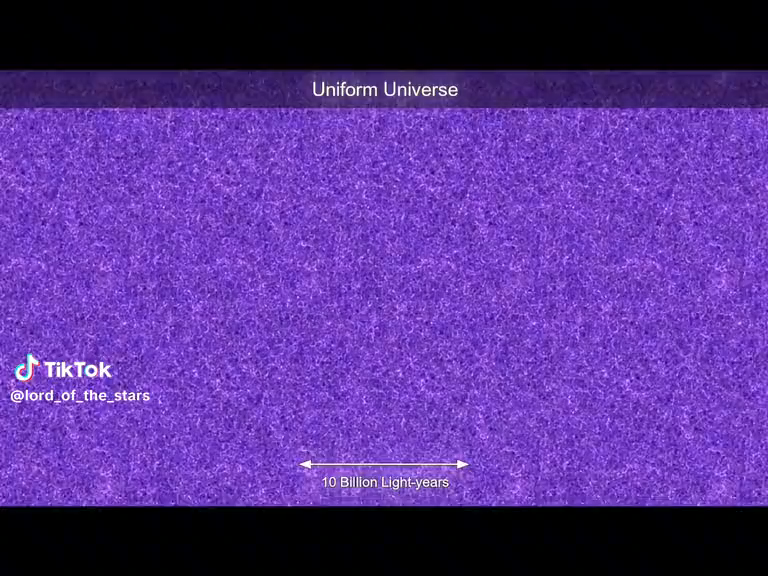 Uniform Universe
TikTok
@lord_of_the_stars
10 Billion Light-years